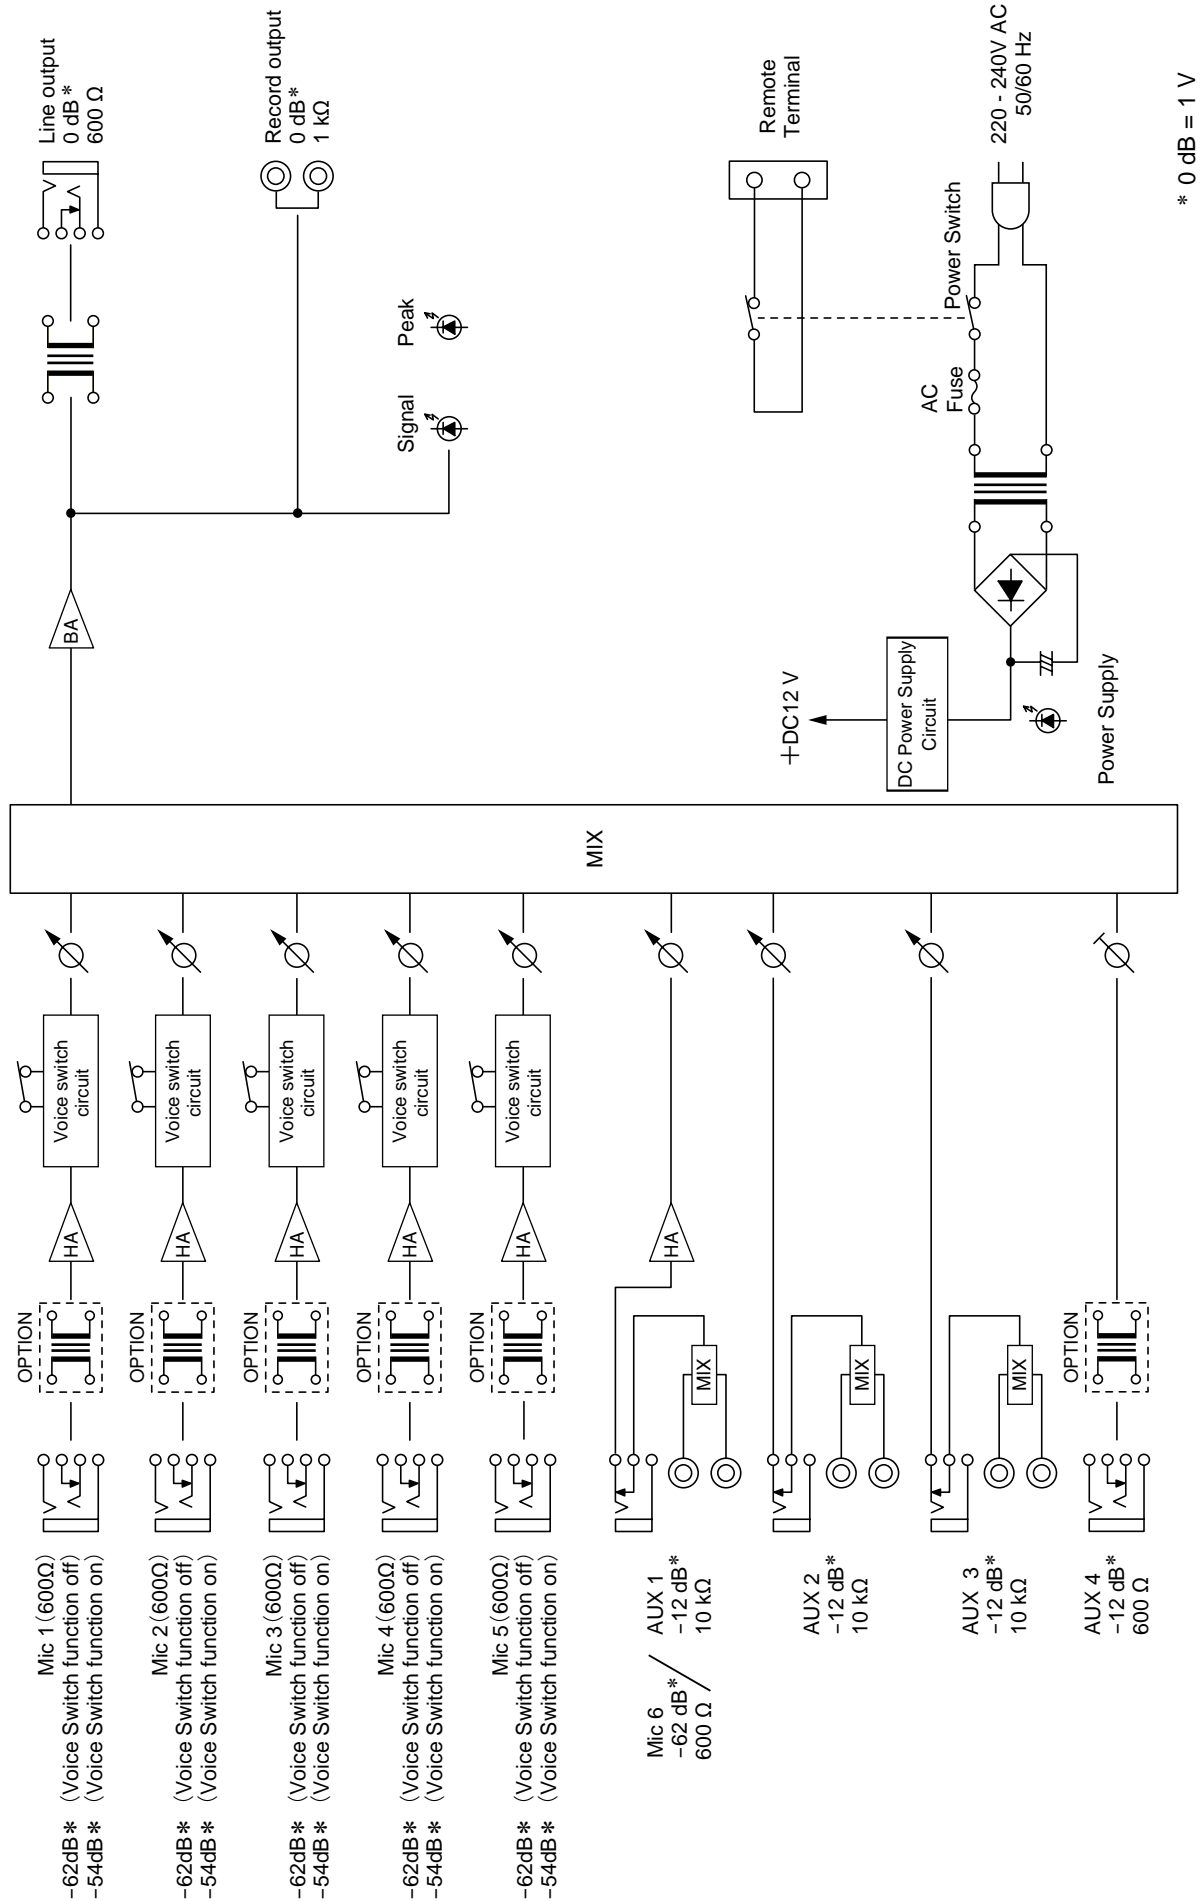 -62dB* (Voice Switch function off)
-54dB* (Voice Switch function on)
Mic 1 (600Ω)
OPTION
HA
Voice switch
circuit
-62dB* (Voice Switch function off)
-54dB* (Voice Switch function on)
Mic 2 (600Ω)
OPTION
HA
Voice switch
circuit
-62dB* (Voice Switch function off)
-54dB* (Voice Switch function on)
Mic 3 (600Ω)
OPTION
HA
Voice switch
circuit
-62dB* (Voice Switch function off)
-54dB* (Voice Switch function on)
Mic 4 (600Ω)
OPTION
HA
Voice switch
circuit
-62dB* (Voice Switch function off)
-54dB* (Voice Switch function on)
Mic 5 (600Ω)
OPTION
HA
Voice switch
circuit
Mic 6
-62 dB*
600 Ω
/
AUX 1
-12 dB*
10 kΩ
MIX
HA
AUX 2
-12 dB*
10 kΩ
MIX
AUX 3
-12 dB*
10 kΩ
MIX
AUX 4
-12 dB*
600 Ω
OPTION
MIX
BA
Line output
0 dB*
600 Ω
Record output
0 dB*
1 kΩ
Signal
Peak
Remote
Terminal
+DC12 V
DC Power Supply
Circuit
AC
Fuse
Power Switch
220 - 240V AC
50/60 Hz
Power Supply
* 0 dB = 1 V